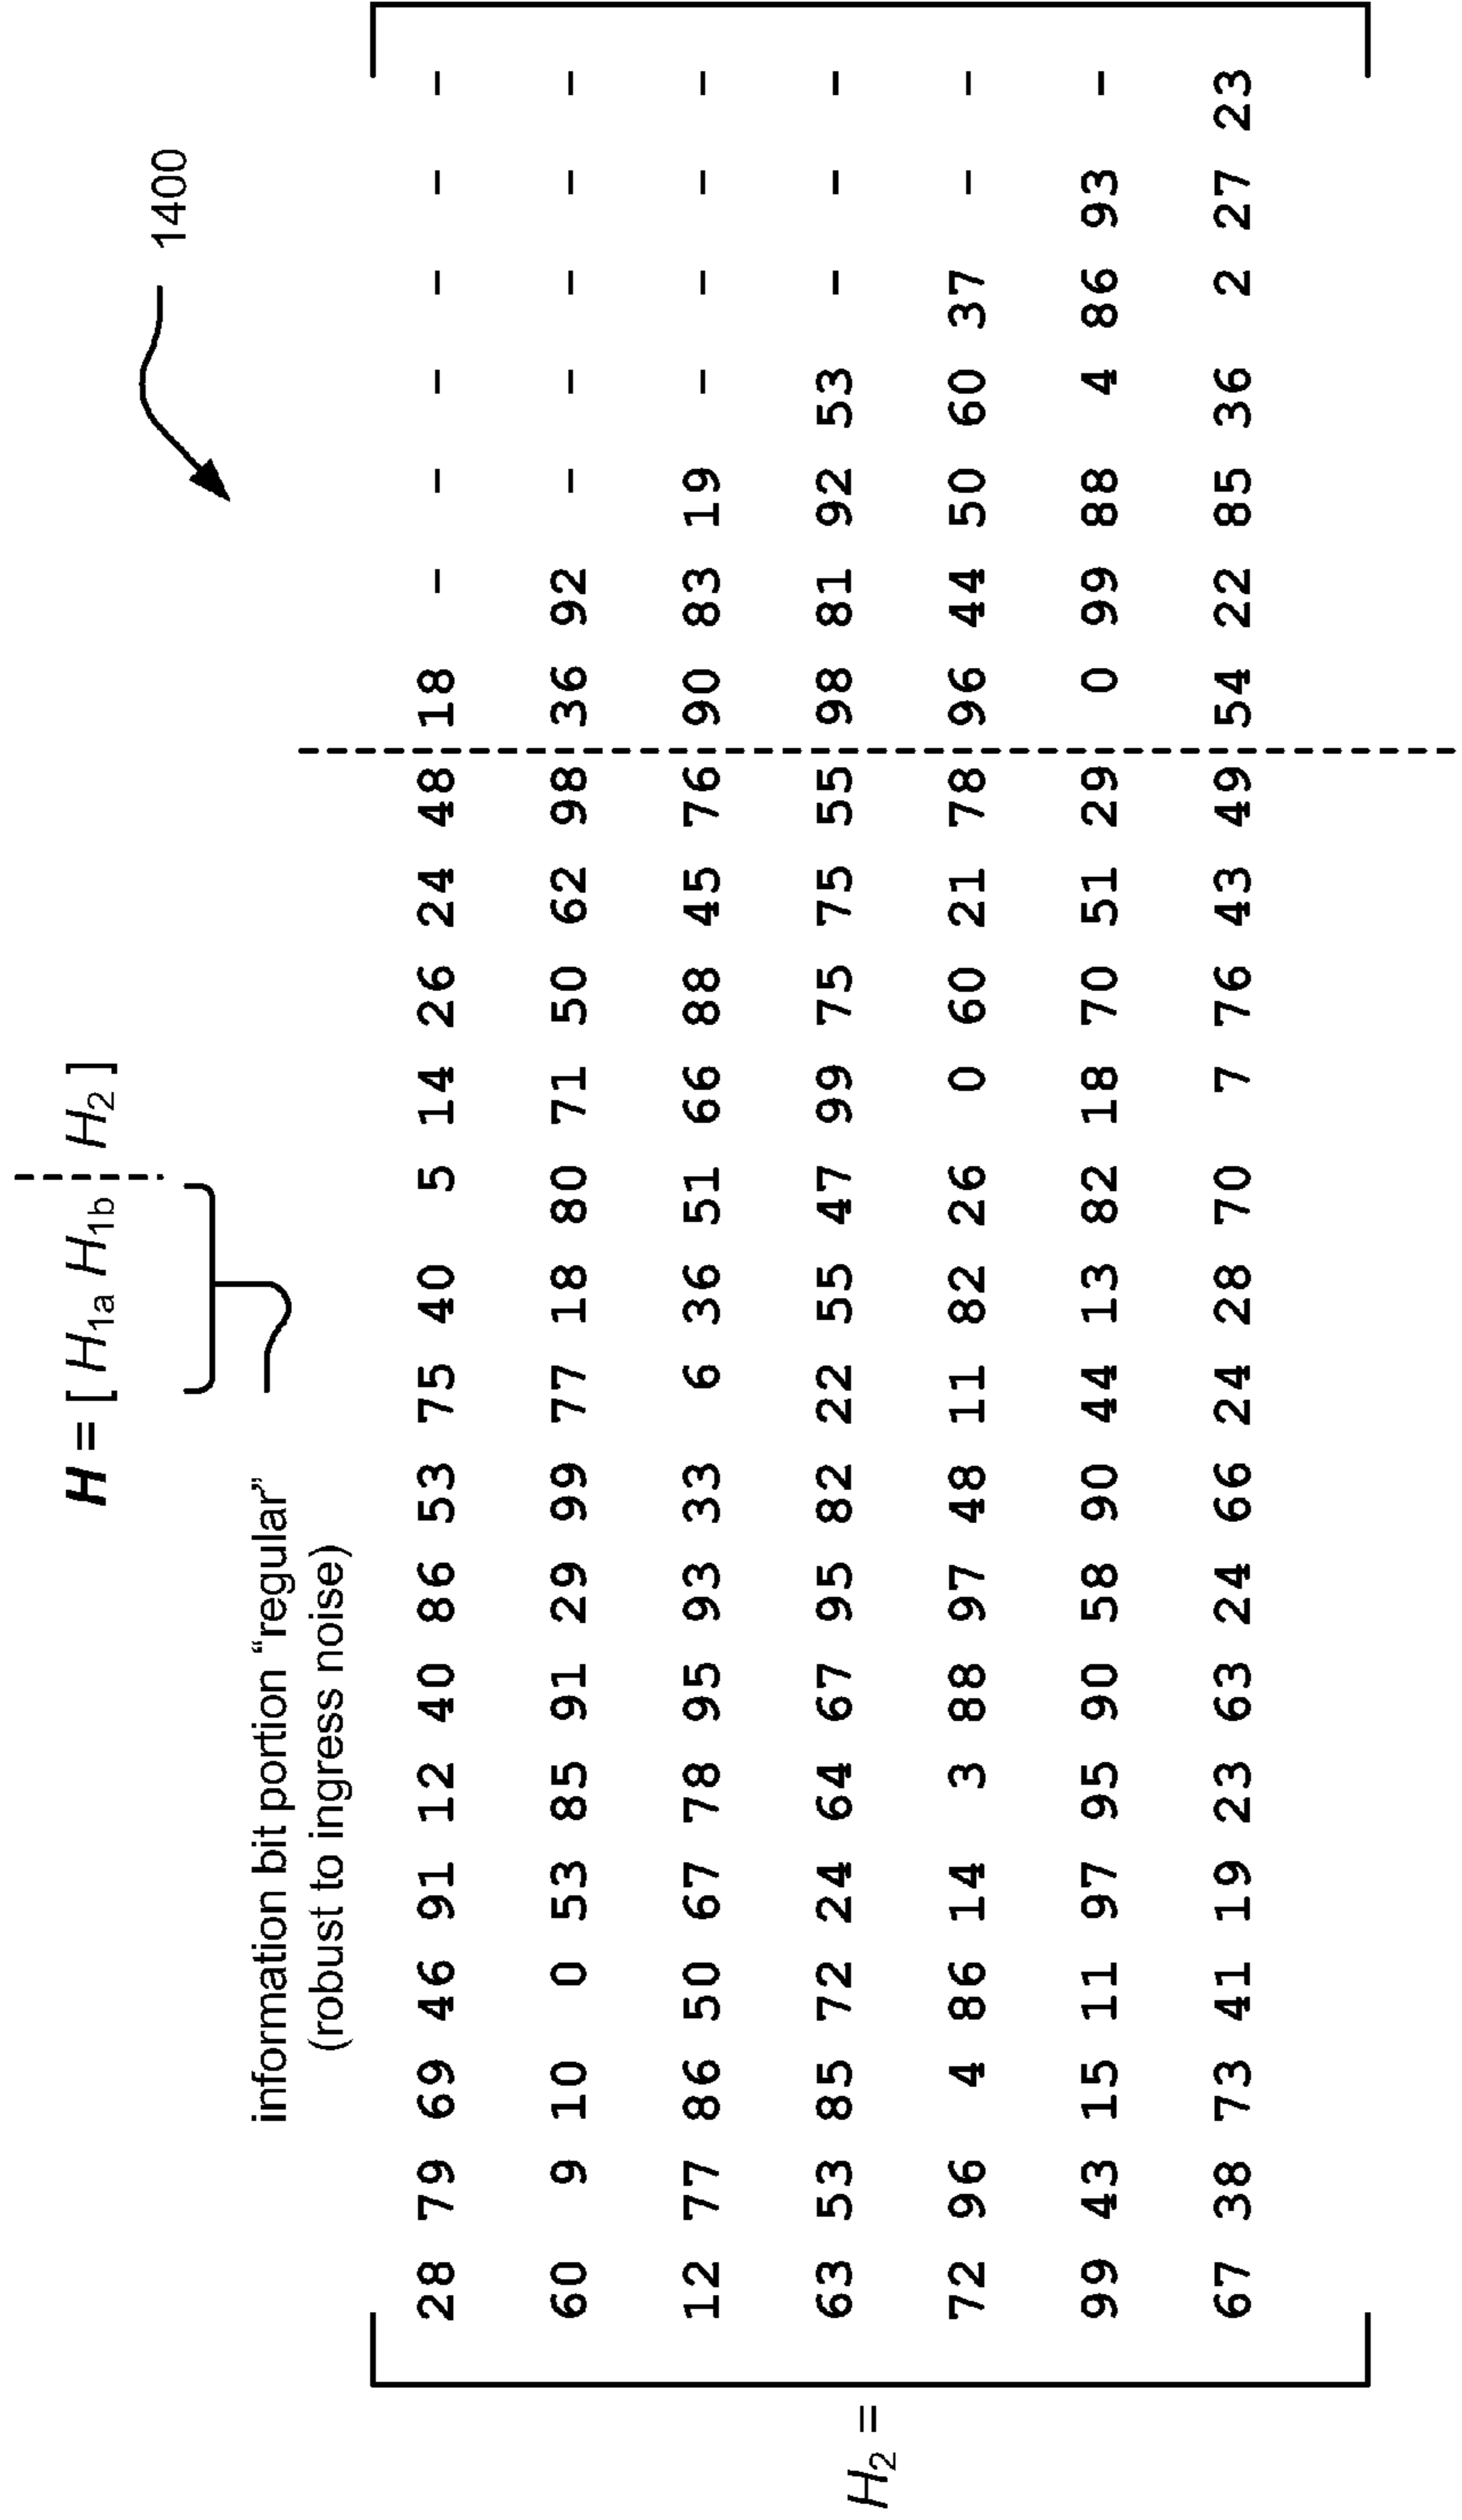 H = [ H1a H1b H2 ]
1400
information bit portion “regular”
(robust to ingress noise)
H2 =
28 79 69 46 91 12 40 86 53 75 40 5 14 26 24 48 18 - - - - - -
60 9 10 0 53 85 91 29 99 77 18 80 71 50 62 98 36 92 - - - - -
12 77 86 50 67 78 95 93 33 6 36 51 66 88 45 76 90 83 19 - - - -
63 53 85 72 24 64 67 95 82 22 55 47 99 75 75 55 98 81 92 53 - - -
72 96 4 86 14 3 88 97 48 11 82 26 0 60 21 78 96 44 50 60 37 - -
99 43 15 11 97 95 90 58 90 44 13 82 18 70 51 29 0 99 88 4 86 93 -
67 38 73 41 19 23 63 24 66 24 28 70 7 76 43 49 54 22 85 36 2 27 23